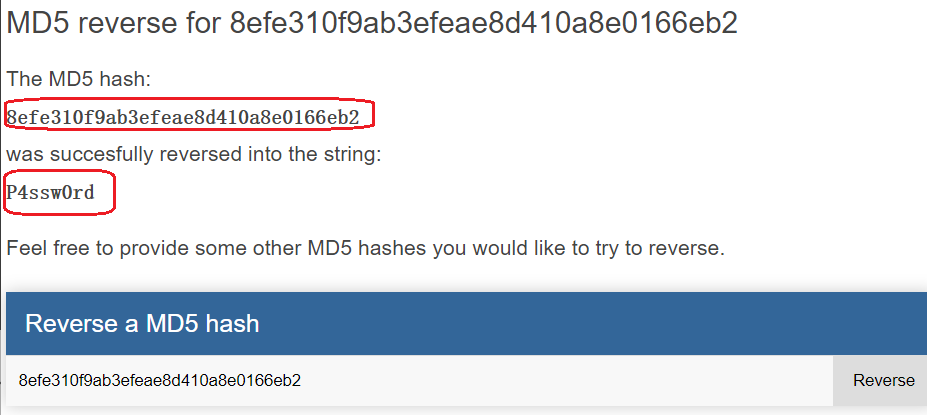 MD5 reverse for 8efe310f9ab3efeae8d410a8e0166eb2
The MD5 hash:
8efe310f9ab3efeae8d410a8e0166eb2
was succesfully reversed into the string:
P4ssw0rd
Feel free to provide some other MD5 hashes you would like to try to reverse.
Reverse a MD5 hash
8efe310f9ab3efeae8d410a8e0166eb2 Reverse